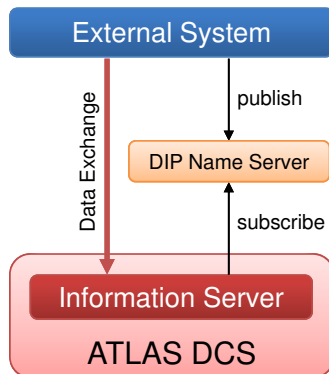 External System
publish
Data Exchange
DIP Name Server
subscribe
Information Server
ATLAS DCS